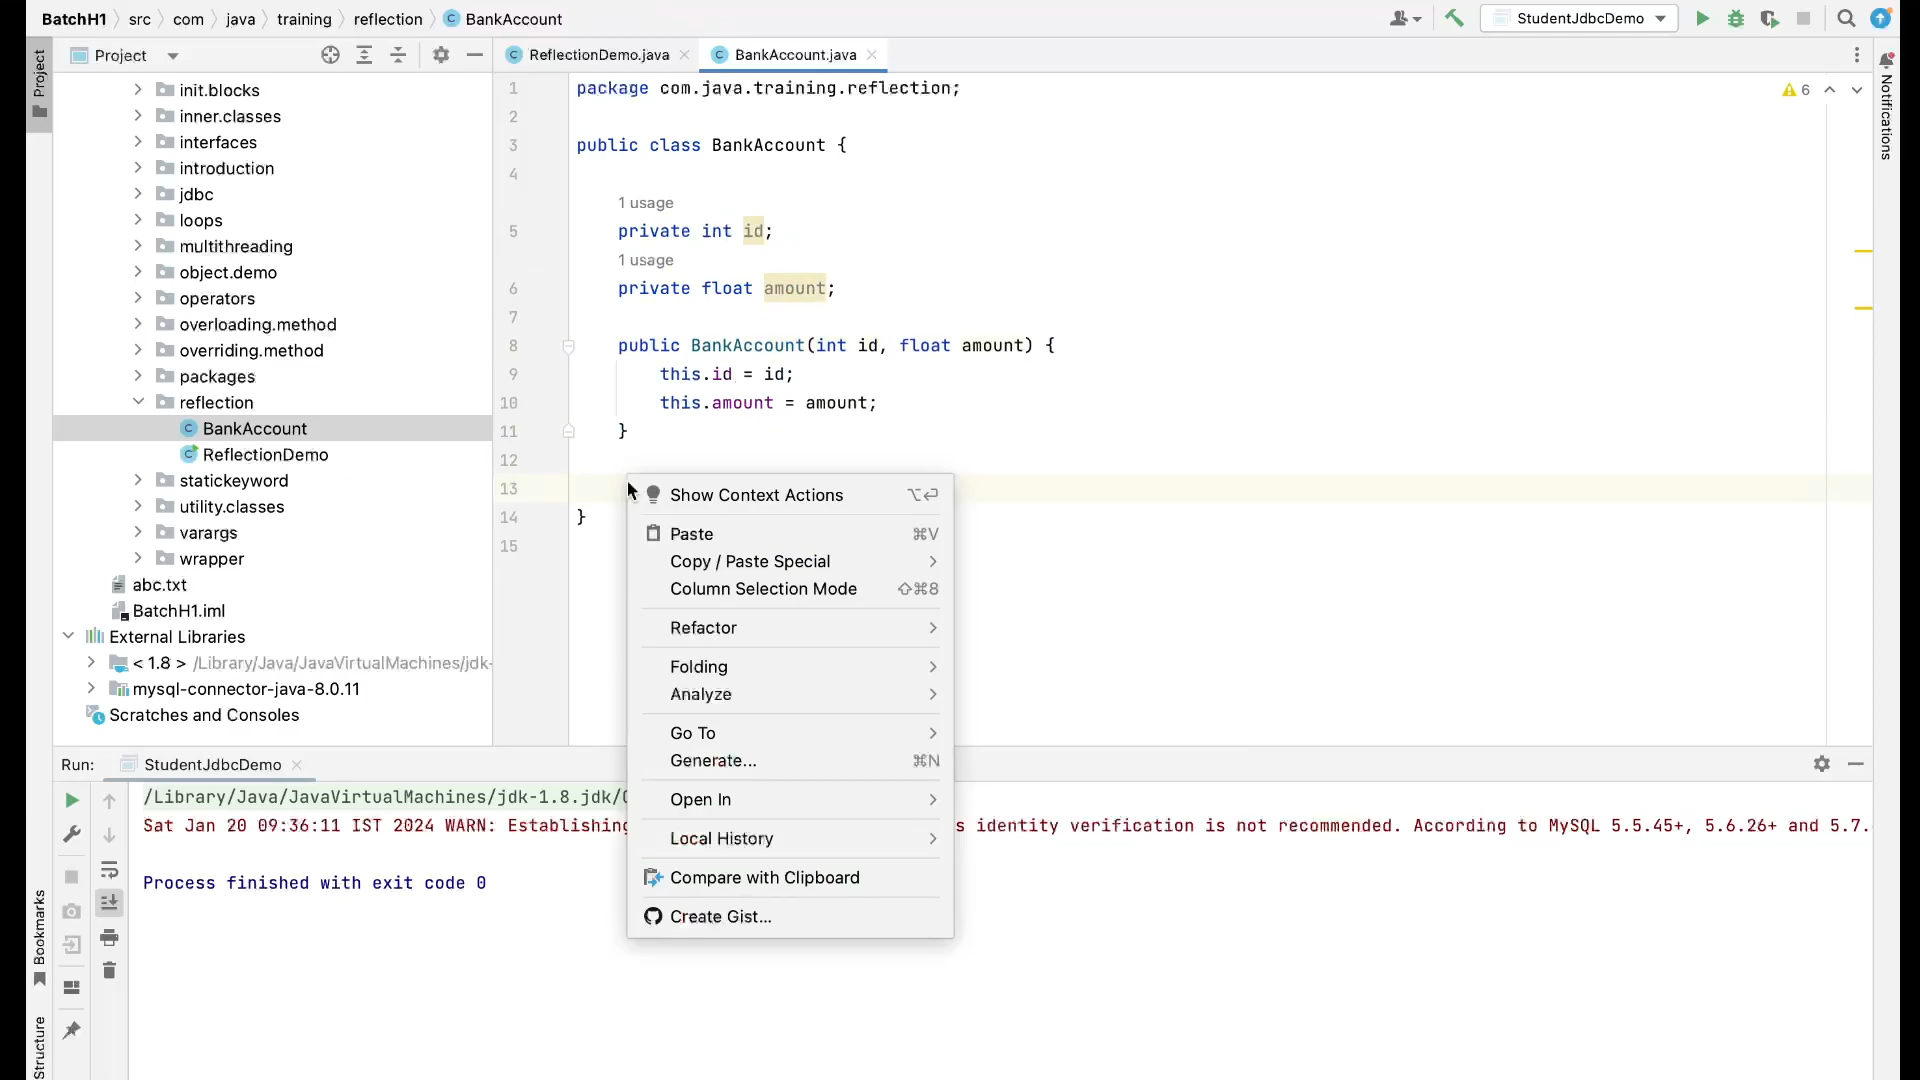 BatchH1 src com java training reflection BankAccount
StudentJdbcDemo
Project
Project
ReflectionDemo.java
BankAccount.java
Notifications
init.blocks
inner.classes
interfaces
introduction
jdbc
loops
multithreading
object.demo
operators
overloading.method
overriding.method
packages
reflection
BankAccount
ReflectionDemo
statickeyword
utility.classes
varargs
wrapper
abc.txt
BatchH1.iml
External Libraries
< 1.8 > /Library/Java/JavaVirtualMachines/jdk-
mysql-connector-java-8.0.11
Scratches and Consoles
6
1 package com.java.training.reflection;
2
3 public class BankAccount {
4
1 usage
5 private int id;
1 usage
6 private float amount;
7
8 public BankAccount(int id, float amount) {
9 this.id = id;
10 this.amount = amount;
11 }
12
13
14 }
15
Show Context Actions ⌥⏎
Paste ⌘V
Copy / Paste Special
Column Selection Mode ⇧⌘8
Refactor
Folding
Analyze
Go To
Generate... ⌘N
Open In
Local History
Compare with Clipboard
Create Gist...
Run: StudentJdbcDemo
/Library/Java/JavaVirtualMachines/jdk-1.8.jdk/
Sat Jan 20 09:36:11 IST 2024 WARN: Establishing s identity verification is not recommended. According to MySQL 5.5.45+, 5.6.26+ and 5.7.
Process finished with exit code 0
Bookmarks
Structure